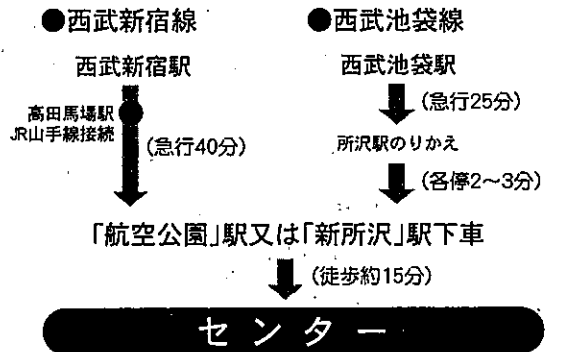 ●西武新宿線
●西武池袋線
西武新宿駅
西武池袋駅
高田馬場駅
JR山手線接続
(急行40分)
(急行25分)
所沢駅のりかえ
(各停2〜3分)
「航空公園」駅又は「新所沢」駅下車
(徒歩約15分)
センター